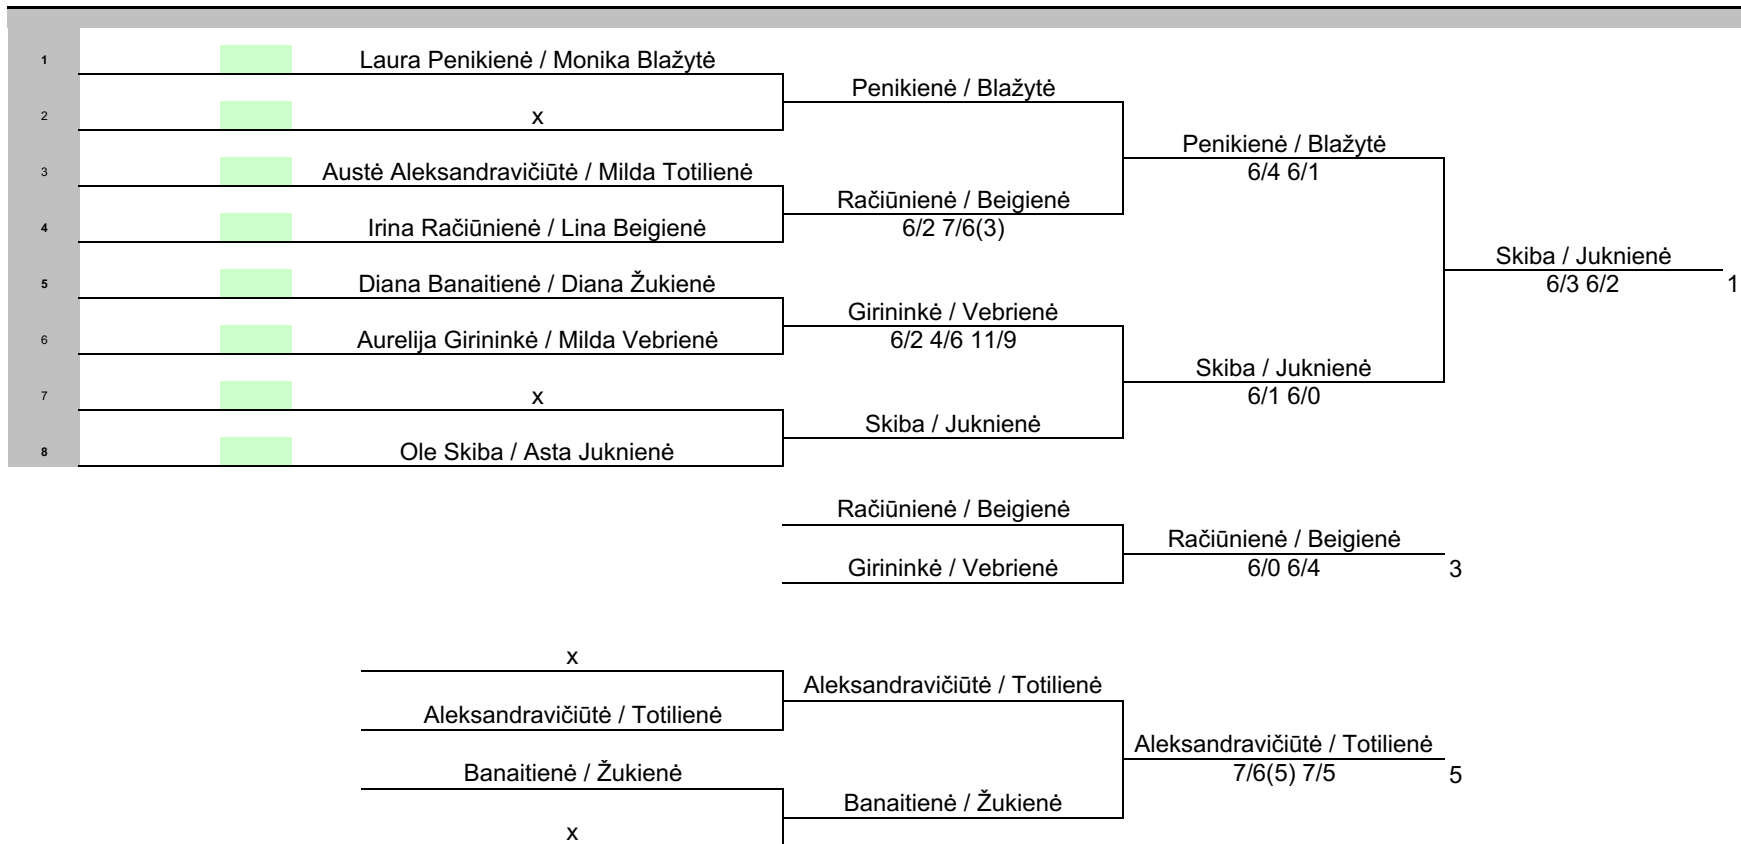 1
Laura Penikienė / Monika Blažytė
Penikienė / Blažytė
2
x
Penikienė / Blažytė
6/4 6/1
3
Austė Aleksandravičiūtė / Milda Totilienė
Račiūnienė / Beigienė
6/2 7/6(3)
4
Irina Račiūnienė / Lina Beigienė
Skiba / Juknienė
6/3 6/2
1
5
Diana Banaitienė / Diana Žukienė
Girininkė / Vebrienė
6/2 4/6 11/9
6
Aurelija Girininkė / Milda Vebrienė
Skiba / Juknienė
6/1 6/0
7
x
Skiba / Juknienė
8
Ole Skiba / Asta Juknienė
Račiūnienė / Beigienė
Račiūnienė / Beigienė
6/0 6/4
3
Girininkė / Vebrienė
x
Aleksandravičiūtė / Totilienė
Aleksandravičiūtė / Totilienė
Aleksandravičiūtė / Totilienė
7/6(5) 7/5
5
Banaitienė / Žukienė
Banaitienė / Žukienė
x